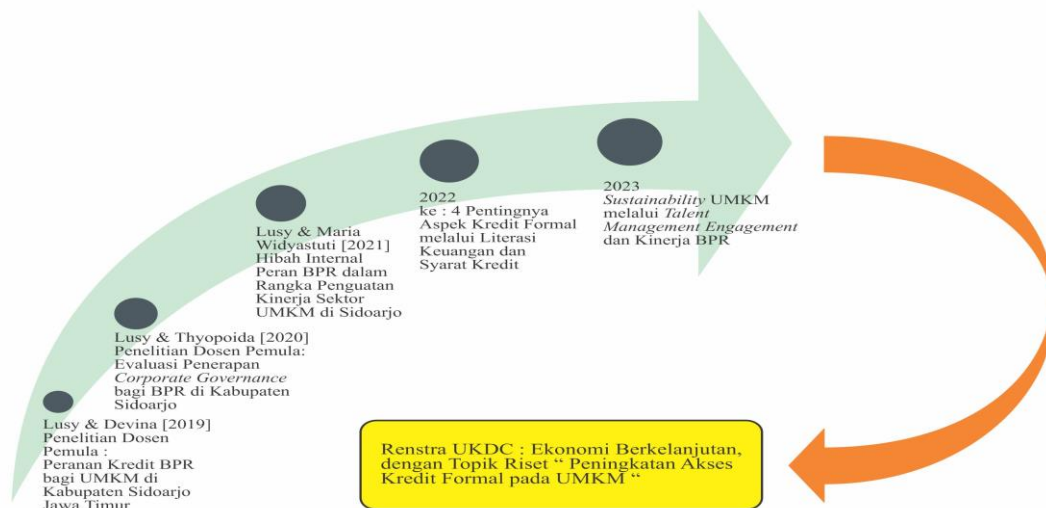 Lusy & Devina [2019]
Penelitian Dosen
Pemula :
Peranan Kredit BPR
bagi UMKM di
Kabupaten Sidoarjo
Jawa Timur
Lusy & Thyopoida [2020]
Penelitian Dosen Pemula:
Evaluasi Penerapan
Corporate Governance
bagi BPR di Kabupaten
Sidoarjo
Lusy & Maria
Widyastuti [2021]
Hibah Internal
Peran BPR dalam
Rangka Penguatan
Kinerja Sektor
UMKM di Sidoarjo
2022
ke : 4 Pentingnya
Aspek Kredit Formal
melalui Literasi
Keuangan dan
Syarat Kredit
2023
Sustainability UMKM
melalui Talent
Management Engagement
dan Kinerja BPR
Renstra UKDC : Ekonomi Berkelanjutan,
dengan Topik Riset “ Peningkatan Akses
Kredit Formal pada UMKM “